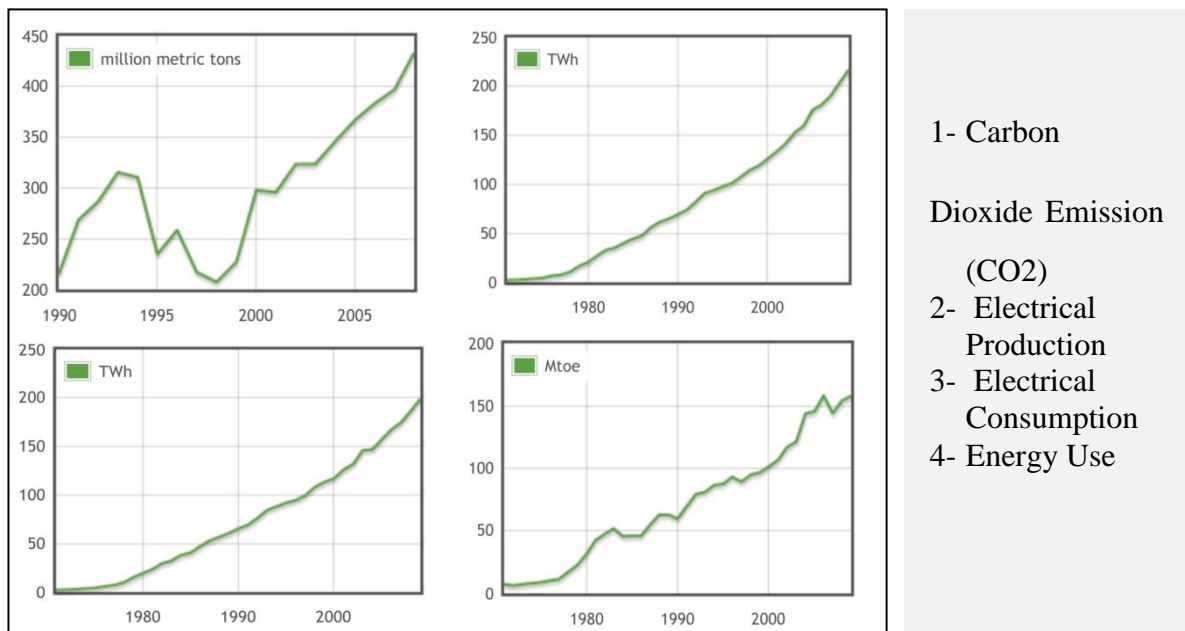 450
million metric tons
400
350
300
250
200
1990 1995 2000 2005
250
TWh
200
150
100
50
0
1980 1990 2000
250
TWh
200
150
100
50
0
1980 1990 2000
200
Mtoe
150
100
50
0
1980 1990 2000
1- Carbon
Dioxide Emission
(CO2)
2- Electrical
Production
3- Electrical
Consumption
4- Energy Use